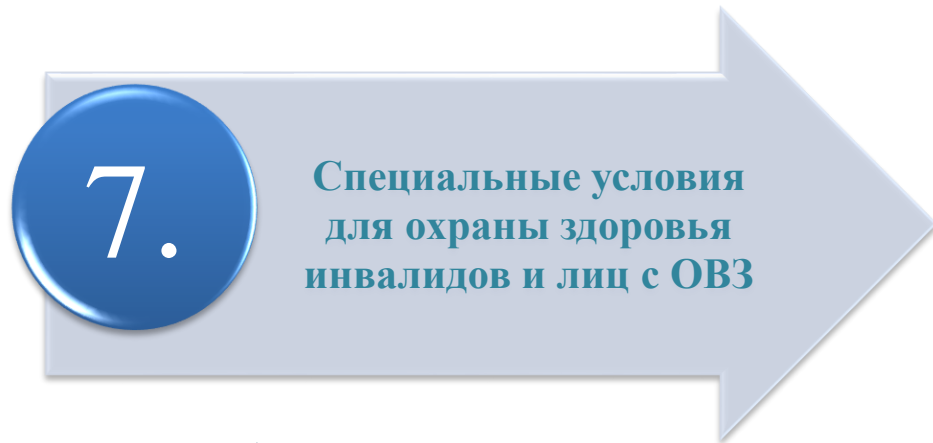 7.
Специальные условия
для охраны здоровья
инвалидов и лиц с ОВЗ